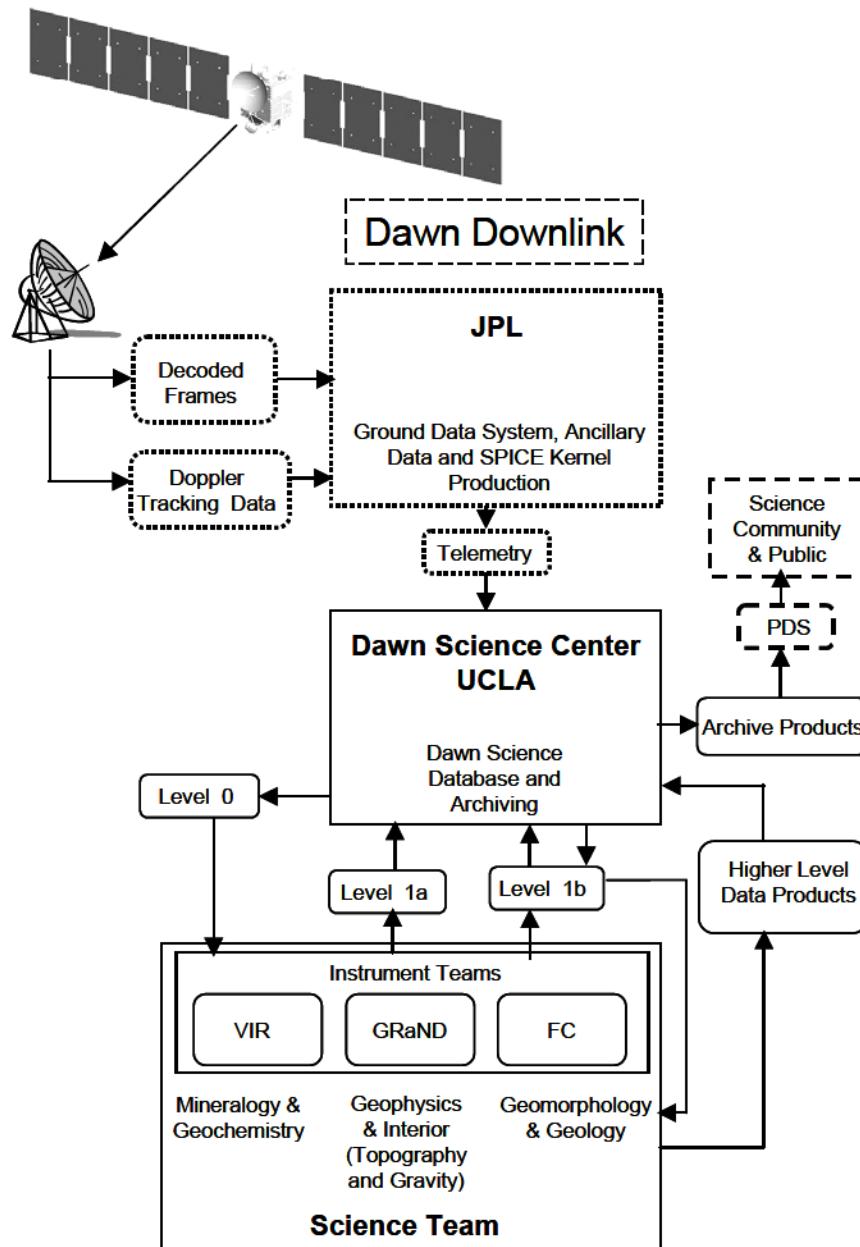 Dawn Downlink
JPL
Ground Data System, Ancillary
Data and SPICE Kernel
Production
Decoded
Frames
Doppler
Tracking Data
Telemetry
Science
Community
& Public
PDS
Archive Products
Dawn Science Center
UCLA
Dawn Science
Database and
Archiving
Level 0
Level 1a
Level 1b
Higher Level
Data Products
Instrument Teams
VIR
GRaND
FC
Mineralogy &
Geochemistry
Geophysics
& Interior
(Topography
and Gravity)
Geomorphology
& Geology
Science Team